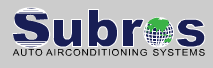 Subros
AUTO AIRCONDITIONING SYSTEMS